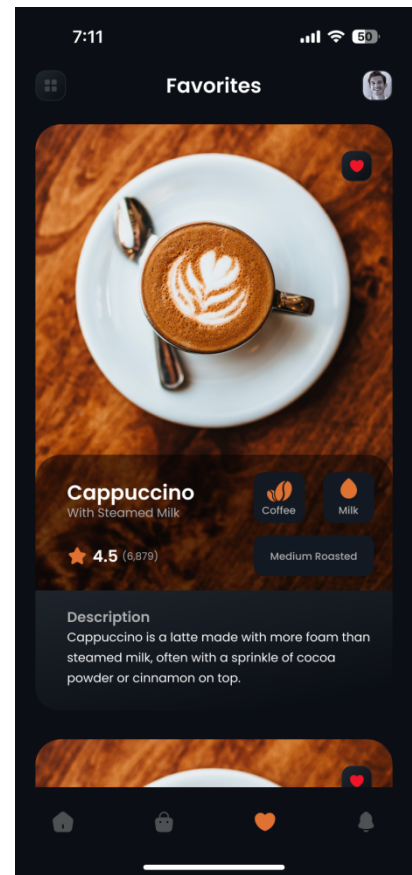 7:11
50
Favorites
Cappuccino
With Steamed Milk
Coffee
Milk
4.5 (6,879)
Medium Roasted
Description
Cappuccino is a latte made with more foam than
steamed milk, often with a sprinkle of cocoa
powder or cinnamon on top.